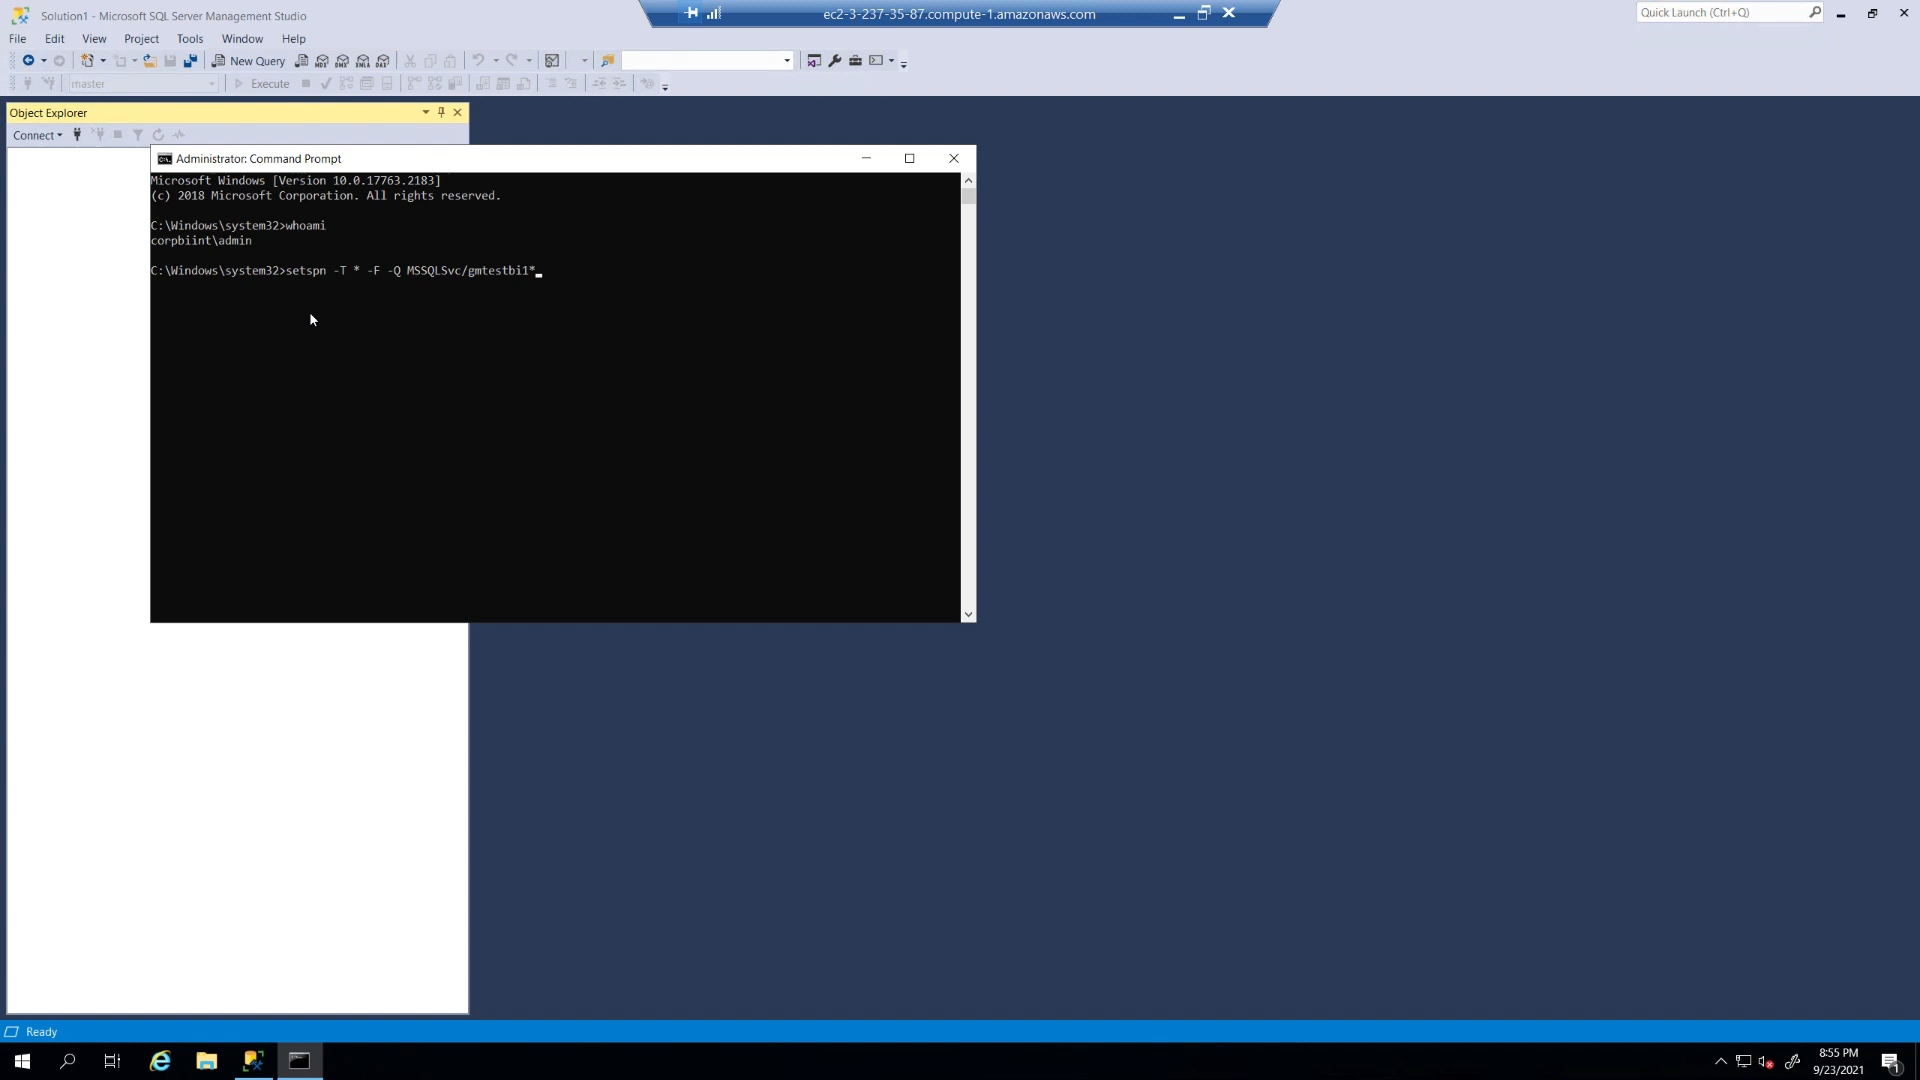 Solution1 - Microsoft SQL Server Management Studio
ec2-3-237-35-87.compute-1.amazonaws.com
Quick Launch (Ctrl+Q)
File Edit View Project Tools Window Help
New Query
master
Execute
Object Explorer
Connect
Administrator: Command Prompt
Microsoft Windows [Version 10.0.17763.2183]
(c) 2018 Microsoft Corporation. All rights reserved.
C:\Windows\system32>whoami
corpbiint\admin
C:\Windows\system32>setspn -T * -F -Q MSSQLSvc/gmtestbi1*
Ready
8:55 PM
9/23/2021
1